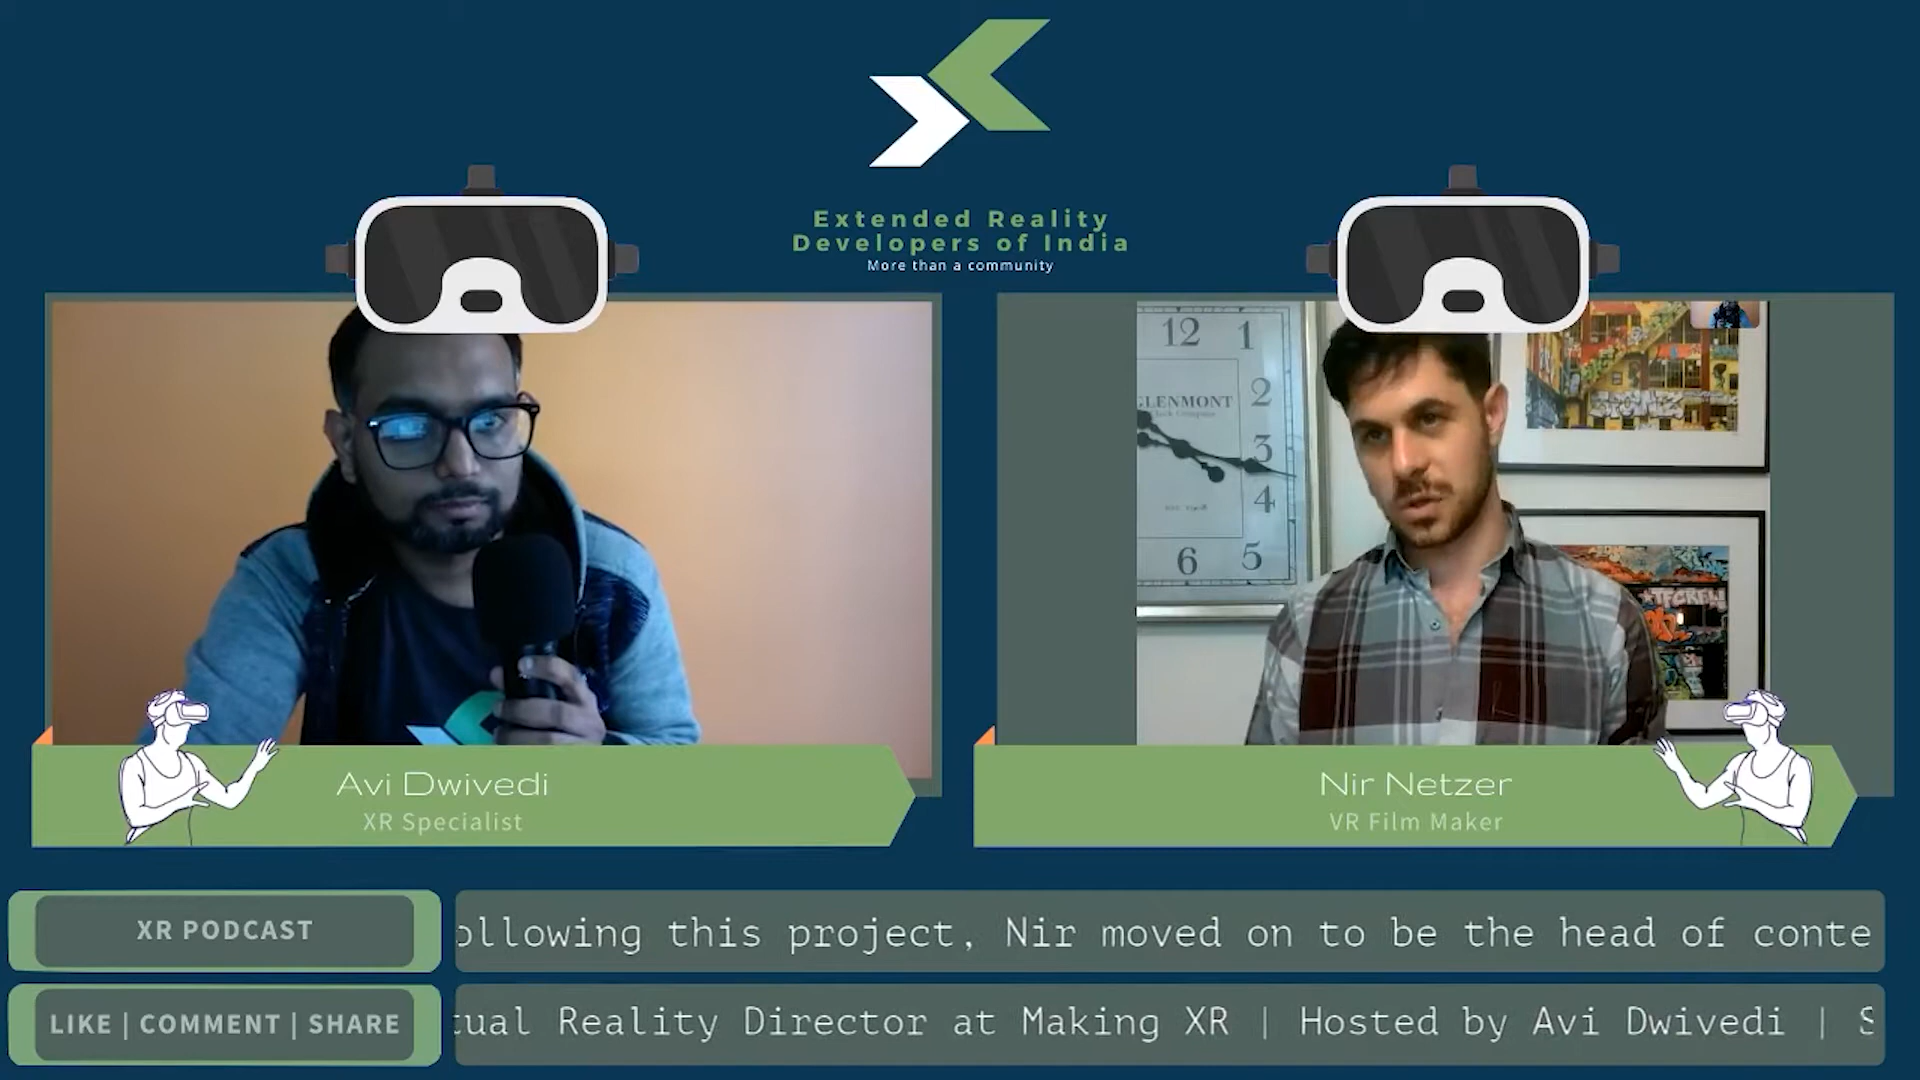 Extended Reality
Developers of India
More than a community
12
1
2
GLENMONT
3
4
5
6
TFCREW
Avi Dwivedi
XR Specialist
Nir Netzer
VR Film Maker
XR PODCAST
ollowing this project, Nir moved on to be the head of conte
LIKE | COMMENT | SHARE
tual Reality Director at Making XR | Hosted by Avi Dwivedi | S